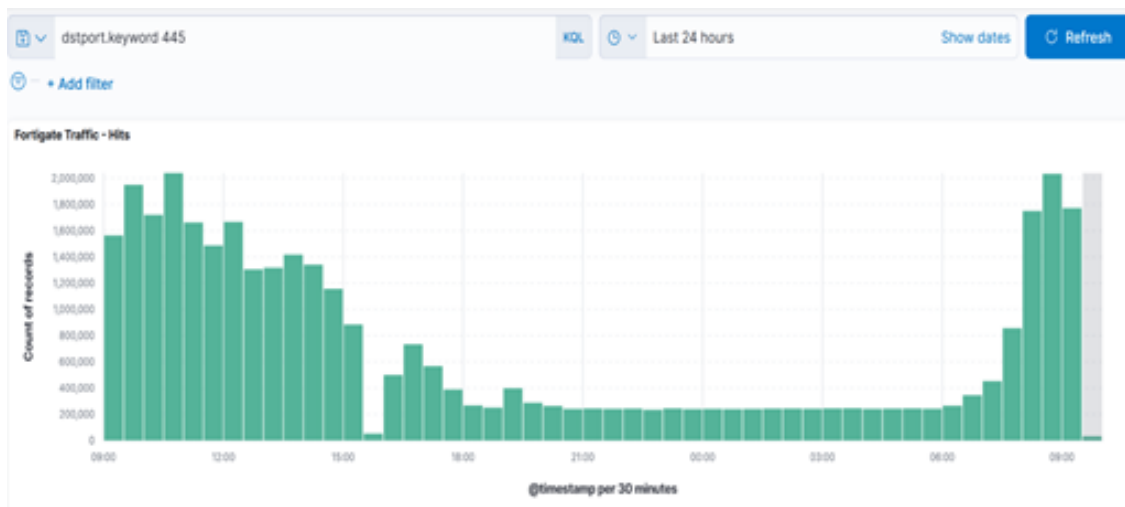 dstport.keyword 445 KQL Last 24 hours Show dates Refresh
+ Add filter
Fortigate Traffic - Hits
2,000,000
1,800,000
1,600,000
1,400,000
1,200,000
1,000,000
800,000
600,000
400,000
200,000
0
Count of records
09:00 12:00 15:00 18:00 21:00 00:00 03:00 06:00 09:00
@timestamp per 30 minutes